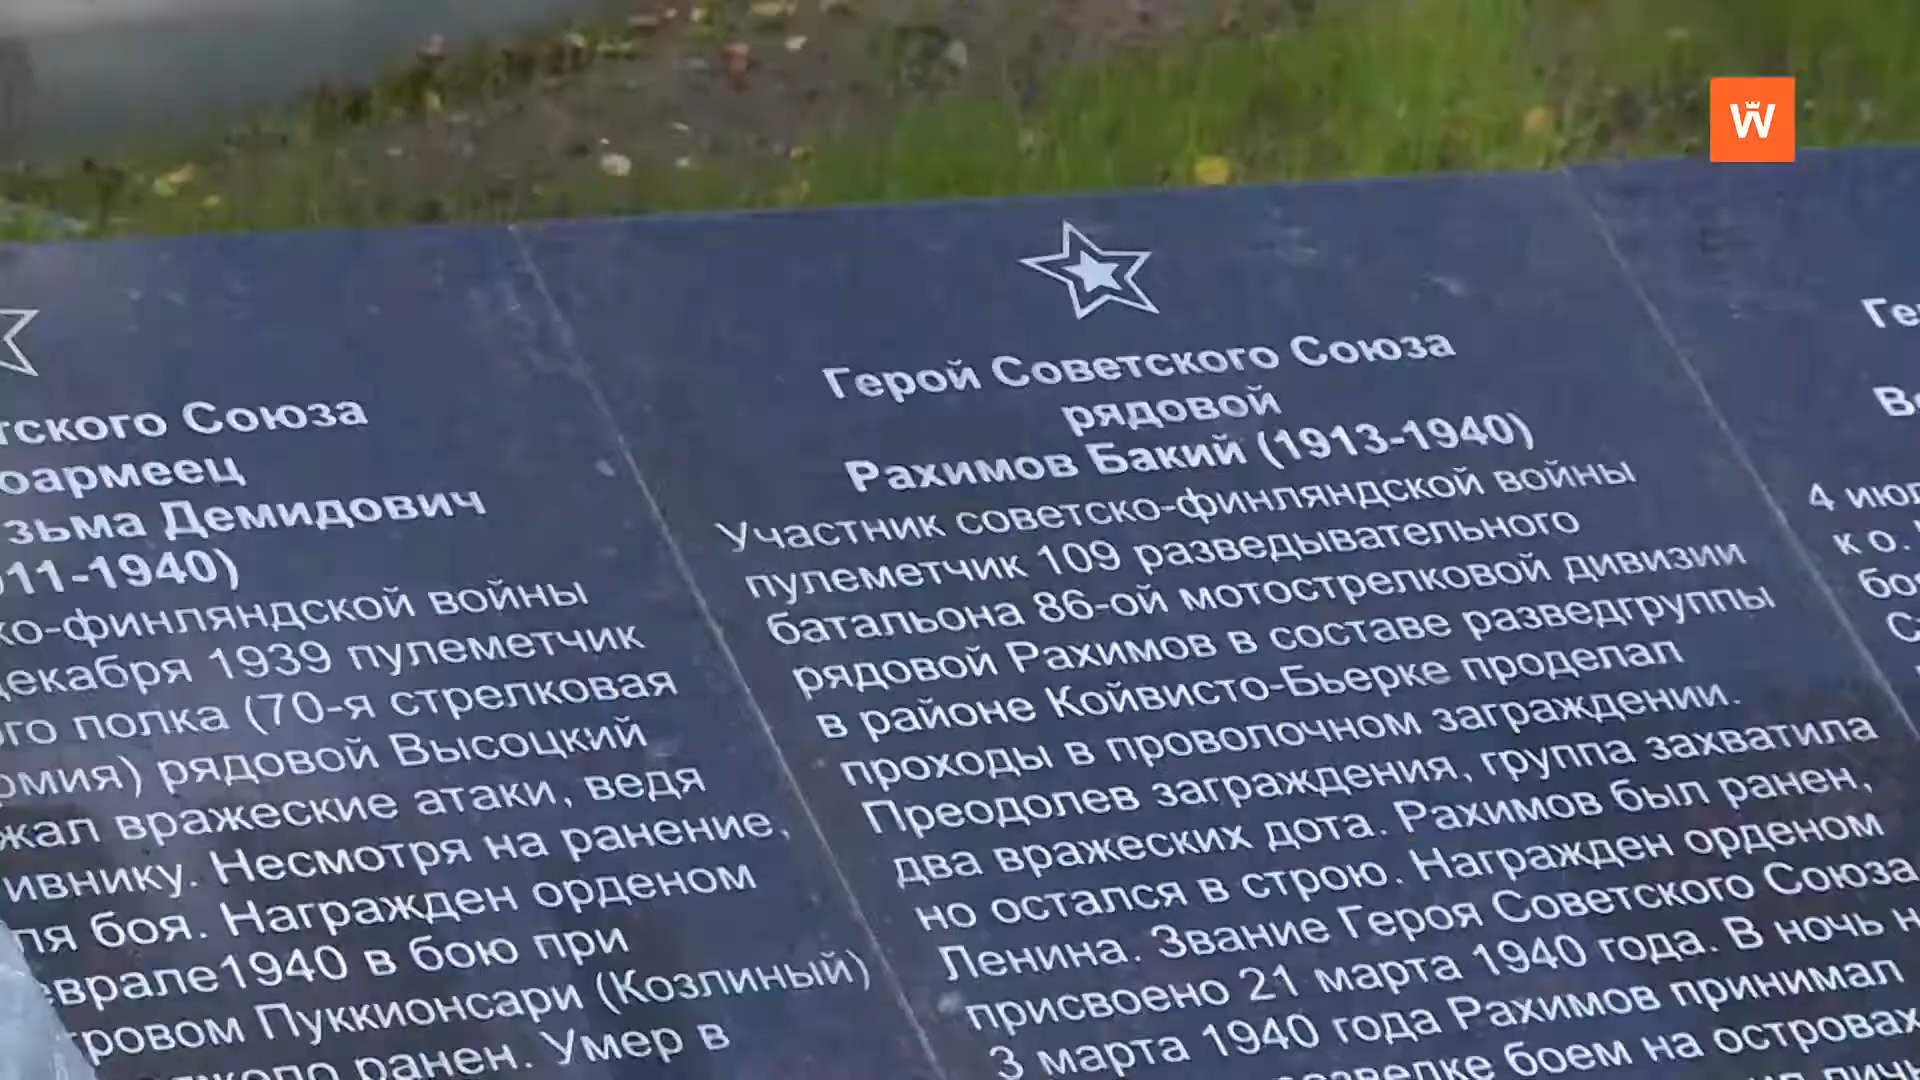 W
тского Союза
оармеец
зьма Демидович
11-1940)
ко-финляндской войны
декабря 1939 пулеметчик
го полка (70-я стрелковая
рмия) рядовой Высоцкий
жал вражеские атаки, ведя
ивнику. Несмотря на ранение,
ля боя. Награжден орденом
еврале1940 в бою при
тровом Пуккионсари (Козлиный)
ранен. Умер в
Герой Советского Союза
рядовой
Рахимов Бакий (1913-1940)
Участник советско-финляндской войны
пулеметчик 109 разведывательного
батальона 86-ой мотострелковой дивизии
рядовой Рахимов в составе разведгруппы
в районе Койвисто-Бьерке проделал
проходы в проволочном заграждении.
Преодолев заграждения, группа захватила
два вражеских дота. Рахимов был ранен,
но остался в строю. Награжден орденом
Ленина. Звание Героя Советского Союза
присвоено 21 марта 1940 года. В ночь н
3 марта 1940 года Рахимов принимал
боем на островах
Ге
4 июл
к о.
боя